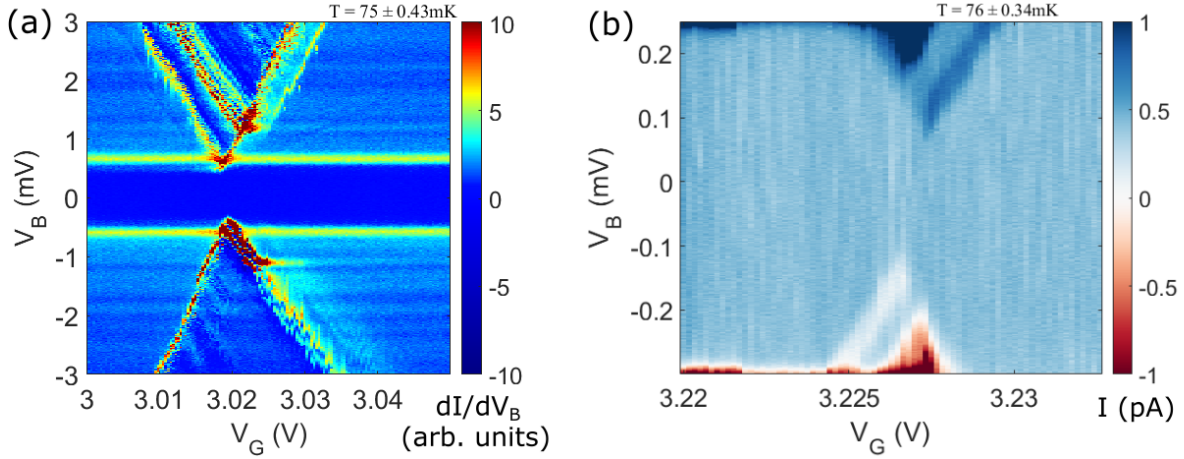 (a)
T = 75 ± 0.43mK
3
2
1
0
-1
-2
-3
V_B (mV)
3
3.01
3.02
3.03
3.04
V_G (V)
10
5
0
-5
-10
dI/dV_B
(arb. units)
(b)
T = 76 ± 0.34mK
0.2
0.1
0
-0.1
-0.2
V_B (mV)
3.22
3.225
3.23
V_G (V)
1
0.5
0
-0.5
-1
I (pA)